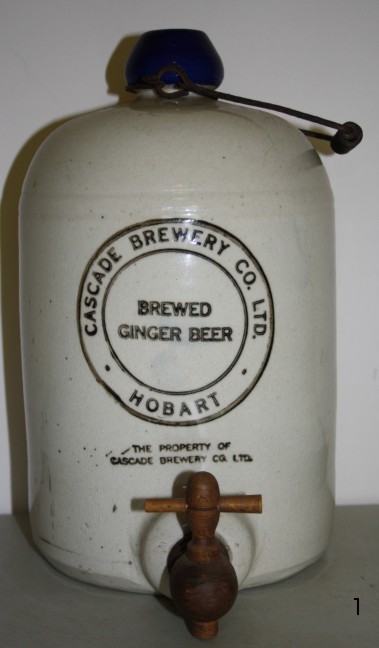 CASCADE BREWERY CO. LTD.
BREWED
GINGER BEER
HOBART
THE PROPERTY OF
CASCADE BREWERY CO. LTD.
1